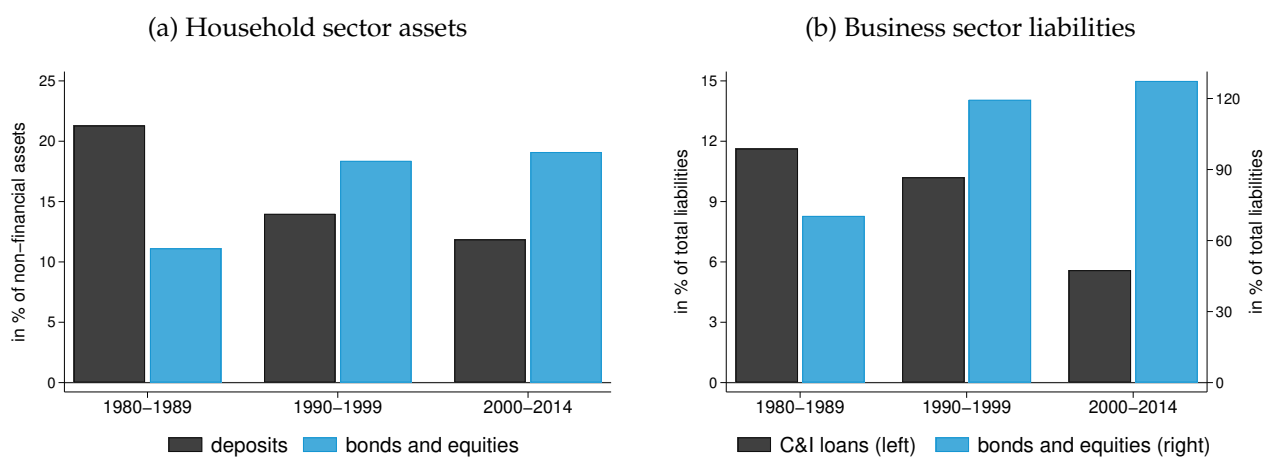 (a) Household sector assets
in % of non−financial assets
25
20
15
10
5
0
1980−1989
1990−1999
2000−2014
deposits
bonds and equities
(b) Business sector liabilities
in % of total liabilities
15
12
9
6
3
0
120
90
60
30
0
in % of total liabilities
1980−1989
1990−1999
2000−2014
C&I loans (left)
bonds and equities (right)